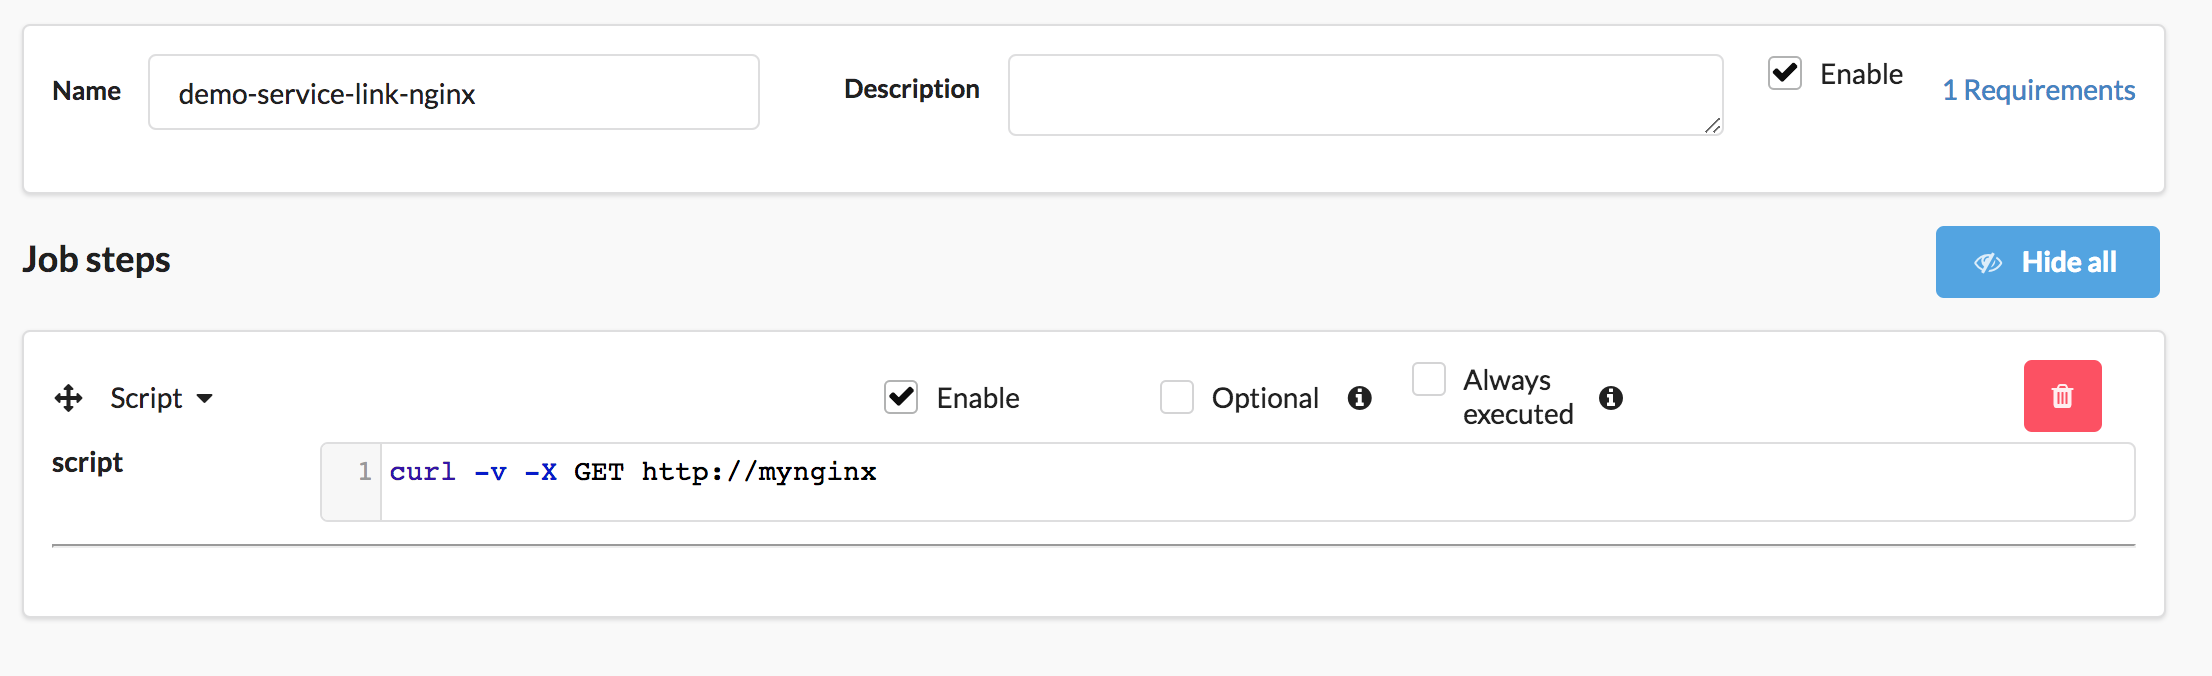 Name demo-service-link-nginx Description Enable 1 Requirements
Job steps Hide all
Script Enable Optional Always executed
script 1 curl -v -X GET http://mynginx